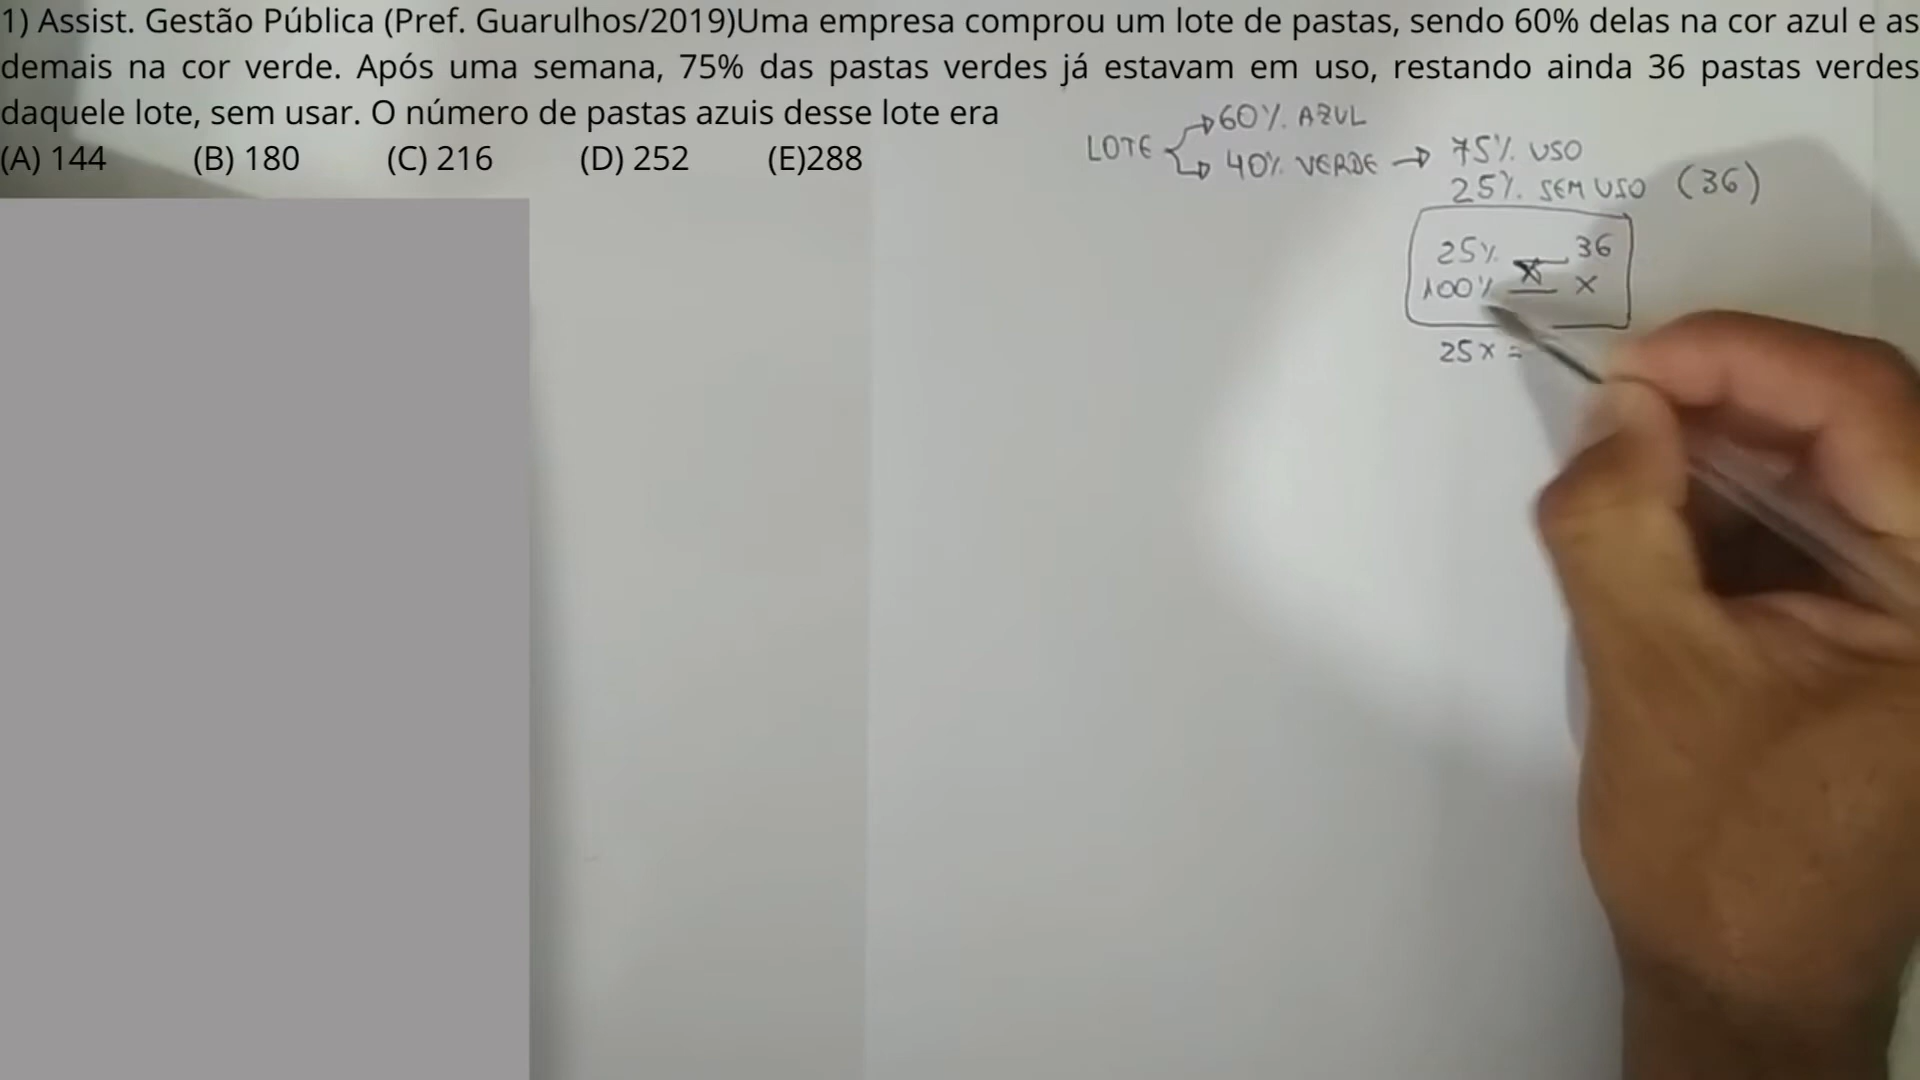 1) Assist. Gestão Pública (Pref. Guarulhos/2019)Uma empresa comprou um lote de pastas, sendo 60% delas na cor azul e as
demais na cor verde. Após uma semana, 75% das pastas verdes já estavam em uso, restando ainda 36 pastas verdes
daquele lote, sem usar. O número de pastas azuis desse lote era
(A) 144 (B) 180 (C) 216 (D) 252 (E)288
LOTE
60% AZUL
40% VERDE
75% USO
25% SEM USO (36)
25% 36
100% X
25x =